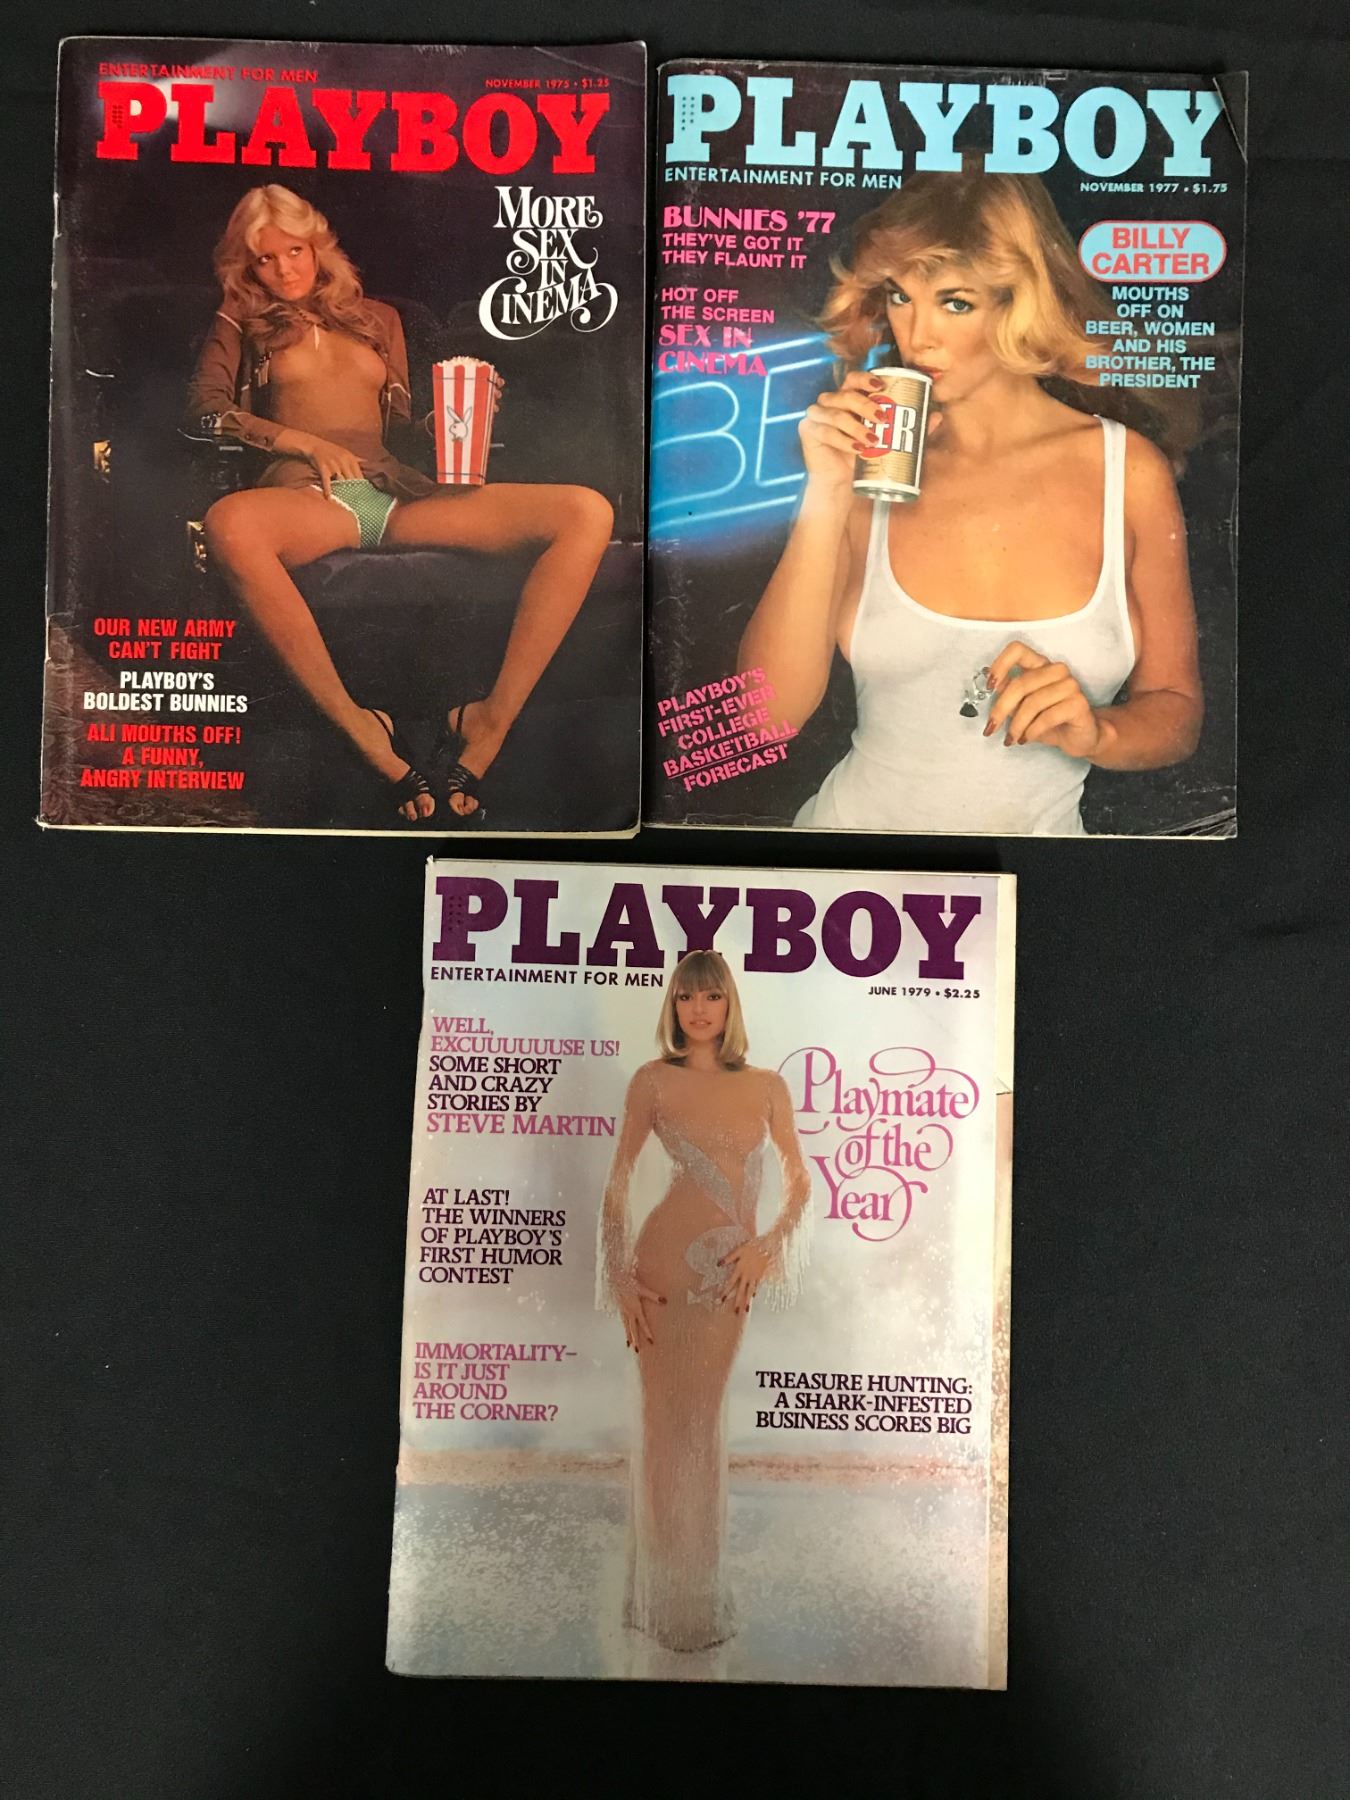 ENTERTAINMENT FOR MEN
NOVEMBER 1975 • $1.25
PLAYBOY
MORE
SEX
IN
CINEMA
OUR NEW ARMY
CAN'T FIGHT
PLAYBOY'S
BOLDEST BUNNIES
ALI MOUTHS OFF!
A FUNNY,
ANGRY INTERVIEW
PLAYBOY
ENTERTAINMENT FOR MEN
NOVEMBER 1977 • $1.75
BUNNIES '77
THEY'VE GOT IT
THEY FLAUNT IT
HOT OFF
THE SCREEN
SEX IN
CINEMA
BILLY
CARTER
MOUTHS
OFF ON
BEER, WOMEN
AND HIS
BROTHER, THE
PRESIDENT
BE
PLAYBOY'S
FIRST-EVER
COLLEGE
BASKETBALL
FORECAST
PLAYBOY
ENTERTAINMENT FOR MEN
JUNE 1979 • $2.25
WELL,
EXCUUUUUUSE US!
SOME SHORT
AND CRAZY
STORIES BY
STEVE MARTIN
Playmate
of the
Year
AT LAST!
THE WINNERS
OF PLAYBOY'S
FIRST HUMOR
CONTEST
IMMORTALITY–
IS IT JUST
AROUND
THE CORNER?
TREASURE HUNTING:
A SHARK-INFESTED
BUSINESS SCORES BIG